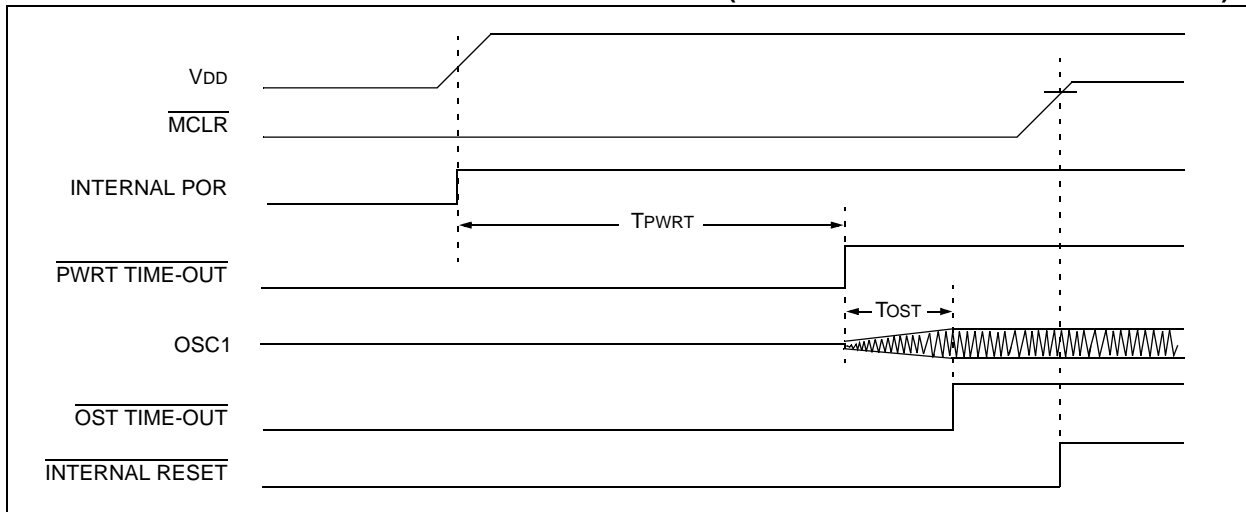 VDD
MCLR
INTERNAL POR
TPWRT
PWRT TIME-OUT
TOST
OSC1
OST TIME-OUT
INTERNAL RESET